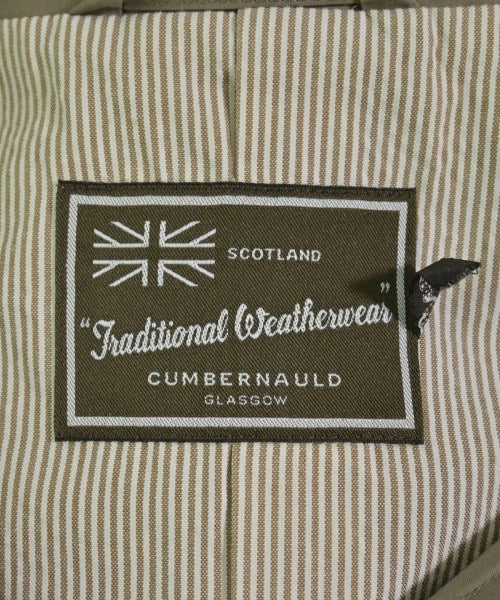 SCOTLAND
"Traditional Weatherwear"
CUMBERNAULD
GLASGOW